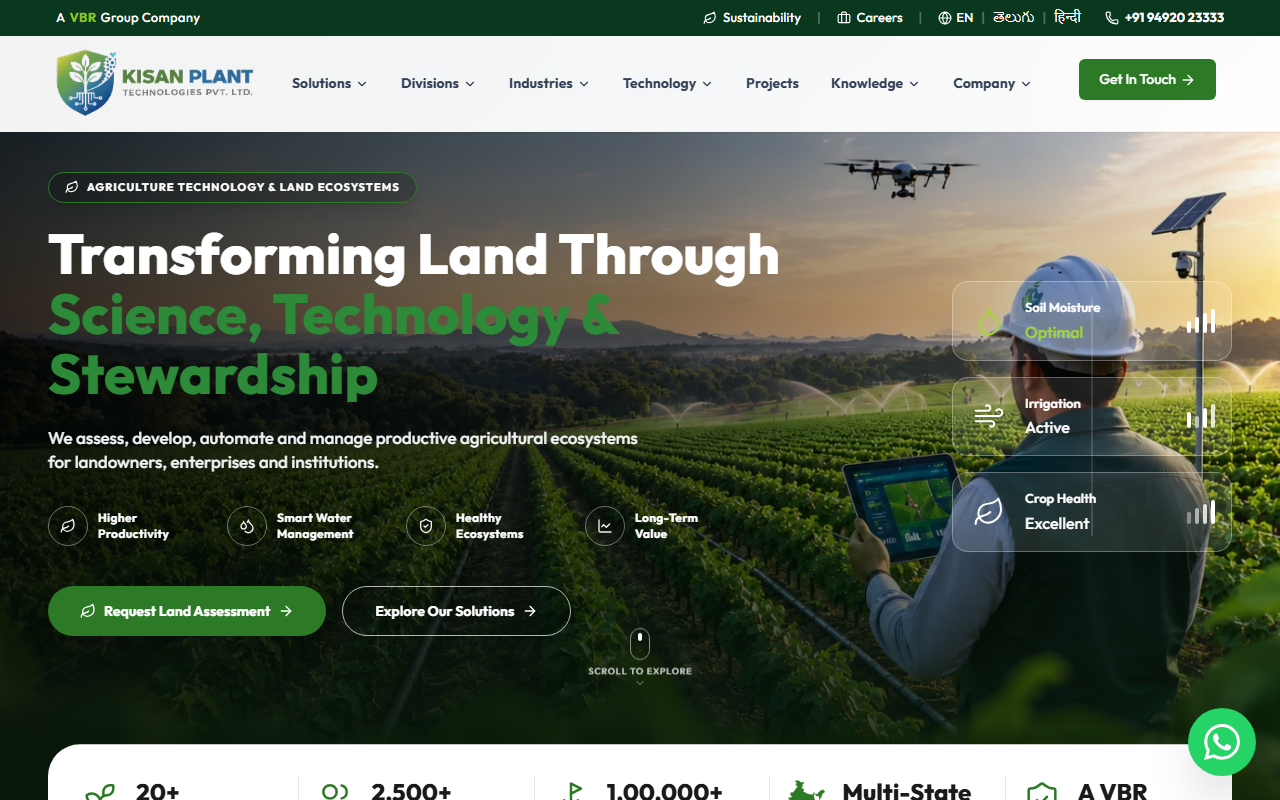 A VBR Group Company
Sustainability
Careers
EN
తెలుగు
हिन्दी
+91 94920 23333
KISAN PLANT
TECHNOLOGIES PVT. LTD.
Solutions
Divisions
Industries
Technology
Projects
Knowledge
Company
Get In Touch
AGRICULTURE TECHNOLOGY & LAND ECOSYSTEMS
Transforming Land Through
Science, Technology &
Stewardship
We assess, develop, automate and manage productive agricultural ecosystems
for landowners, enterprises and institutions.
Higher
Productivity
Smart Water
Management
Healthy
Ecosystems
Long-Term
Value
Request Land Assessment
Explore Our Solutions
SCROLL TO EXPLORE
Soil Moisture
Optimal
Irrigation
Active
Crop Health
Excellent
20+
2,500+
1,00,000+
Multi-State
A VBR